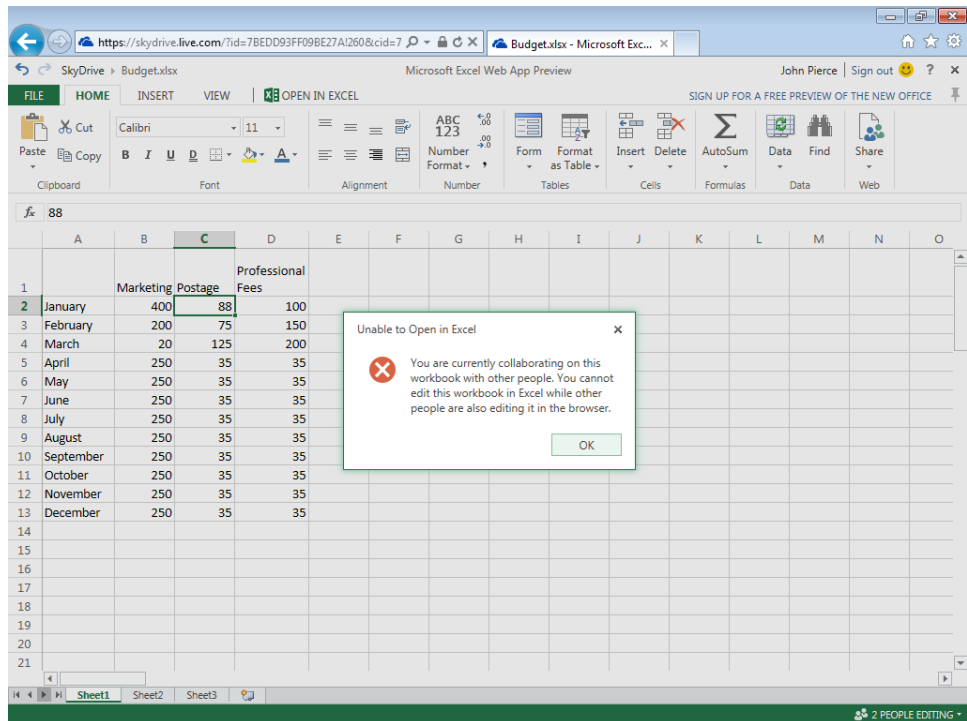 https://skydrive.live.com/?id=7BEDD93FF09BE27A!260&cid=7
Budget.xlsx - Microsoft Exc...
SkyDrive ▸ Budget.xlsx
Microsoft Excel Web App Preview
John Pierce | Sign out
?
FILE HOME INSERT VIEW OPEN IN EXCEL
SIGN UP FOR A FREE PREVIEW OF THE NEW OFFICE
Paste
Cut
Copy
Clipboard
Calibri 11
B I U D A
Font
Alignment
ABC
123
Number
Format
.00
.0
.00
Number
Form
Format
as Table
Tables
Insert Delete
Cells
AutoSum
Formulas
Data Find
Data
Share
Web
fx 88
A B C D E F G H I J K L M N O
1 Marketing Postage Professional
Fees
2 January 400 88 100
3 February 200 75 150
4 March 20 125 200
5 April 250 35 35
6 May 250 35 35
7 June 250 35 35
8 July 250 35 35
9 August 250 35 35
10 September 250 35 35
11 October 250 35 35
12 November 250 35 35
13 December 250 35 35
14
15
16
17
18
19
20
21
Unable to Open in Excel
You are currently collaborating on this
workbook with other people. You cannot
edit this workbook in Excel while other
people are also editing it in the browser.
OK
Sheet1 Sheet2 Sheet3
2 PEOPLE EDITING